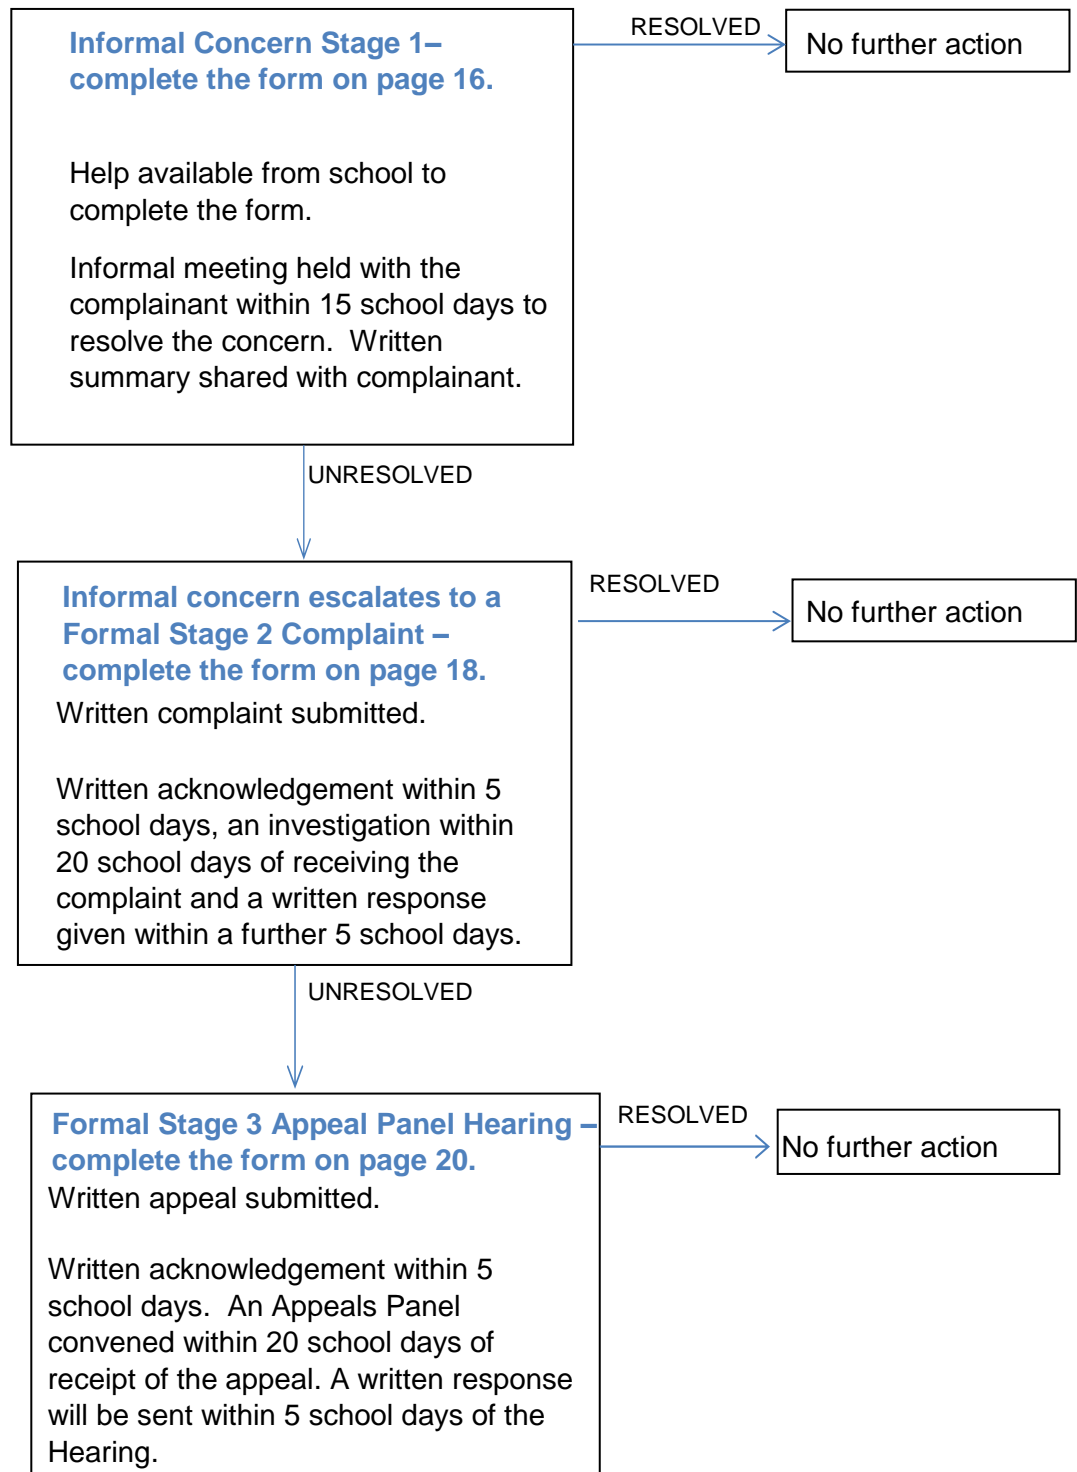 Informal Concern Stage 1–
complete the form on page 16.
Help available from school to
complete the form.
Informal meeting held with the
complainant within 15 school days to
resolve the concern.  Written
summary shared with complainant.
RESOLVED
No further action
UNRESOLVED
Informal concern escalates to a
Formal Stage 2 Complaint –
complete the form on page 18.
Written complaint submitted.
Written acknowledgement within 5
school days, an investigation within
20 school days of receiving the
complaint and a written response
given within a further 5 school days.
RESOLVED
No further action
UNRESOLVED
Formal Stage 3 Appeal Panel Hearing –
complete the form on page 20.
Written appeal submitted.
Written acknowledgement within 5
school days.  An Appeals Panel
convened within 20 school days of
receipt of the appeal. A written response
will be sent within 5 school days of the
Hearing.
RESOLVED
No further action